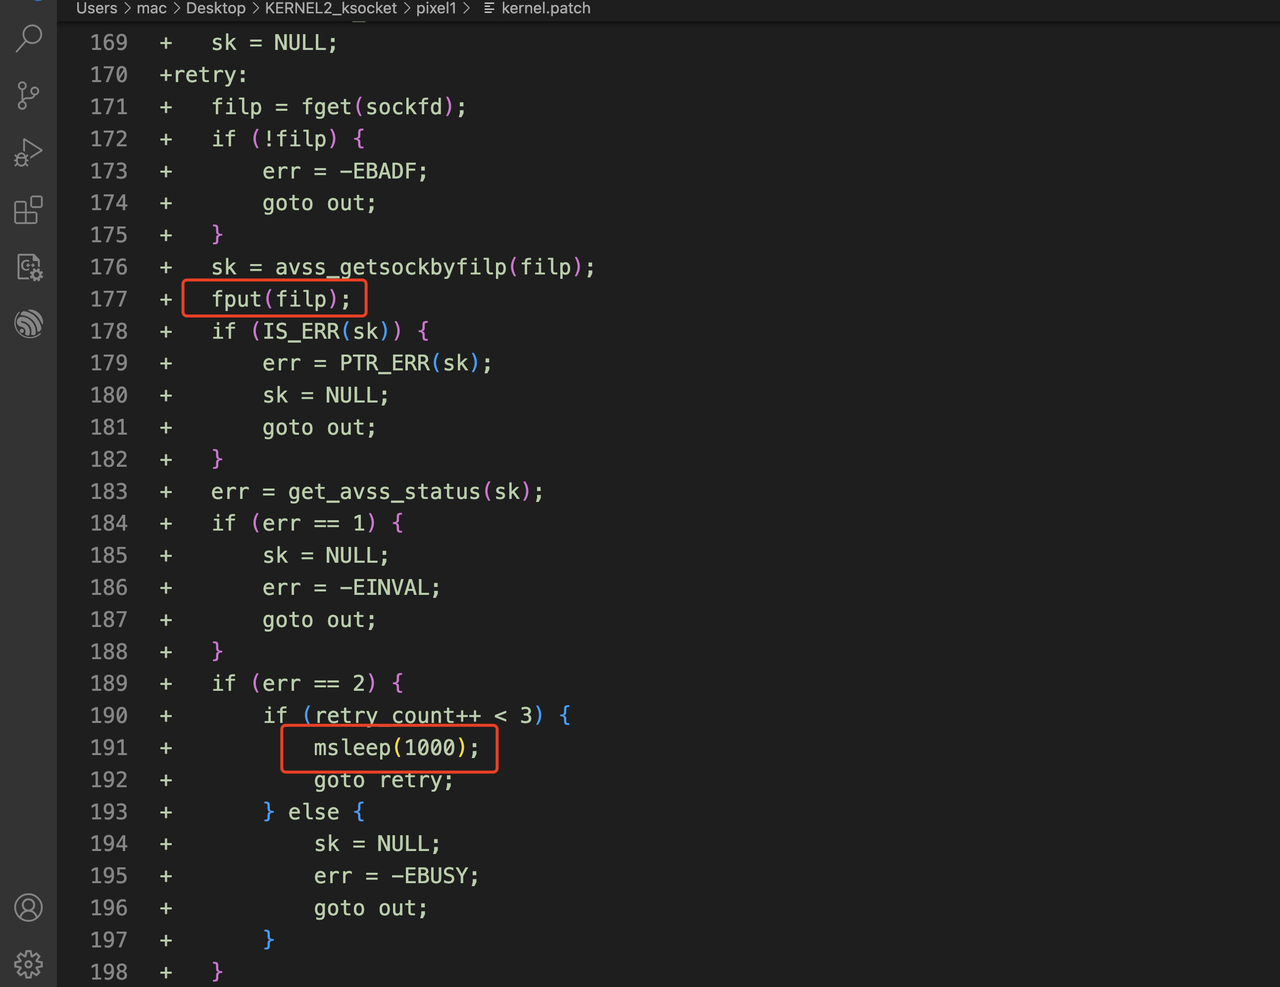 Users > mac > Desktop > KERNEL2_ksocket > pixel1 > kernel.patch
169 + sk = NULL;
170 +retry:
171 + filp = fget(sockfd);
172 + if (!filp) {
173 + err = -EBADF;
174 + goto out;
175 + }
176 + sk = avss_getsockbyfilp(filp);
177 + fput(filp);
178 + if (IS_ERR(sk)) {
179 + err = PTR_ERR(sk);
180 + sk = NULL;
181 + goto out;
182 + }
183 + err = get_avss_status(sk);
184 + if (err == 1) {
185 + sk = NULL;
186 + err = -EINVAL;
187 + goto out;
188 + }
189 + if (err == 2) {
190 + if (retry_count++ < 3) {
191 + msleep(1000);
192 + goto retry;
193 + } else {
194 + sk = NULL;
195 + err = -EBUSY;
196 + goto out;
197 + }
198 + }